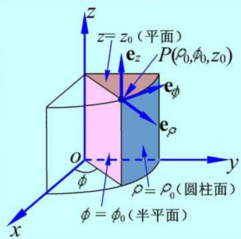 z
z=z₀（平面）
e_z
P(ρ₀,ϕ₀,z₀)
e_ϕ
e_ρ
o
y
ϕ
ρ=ρ₀(圆柱面)
x
ϕ=ϕ₀(半平面)